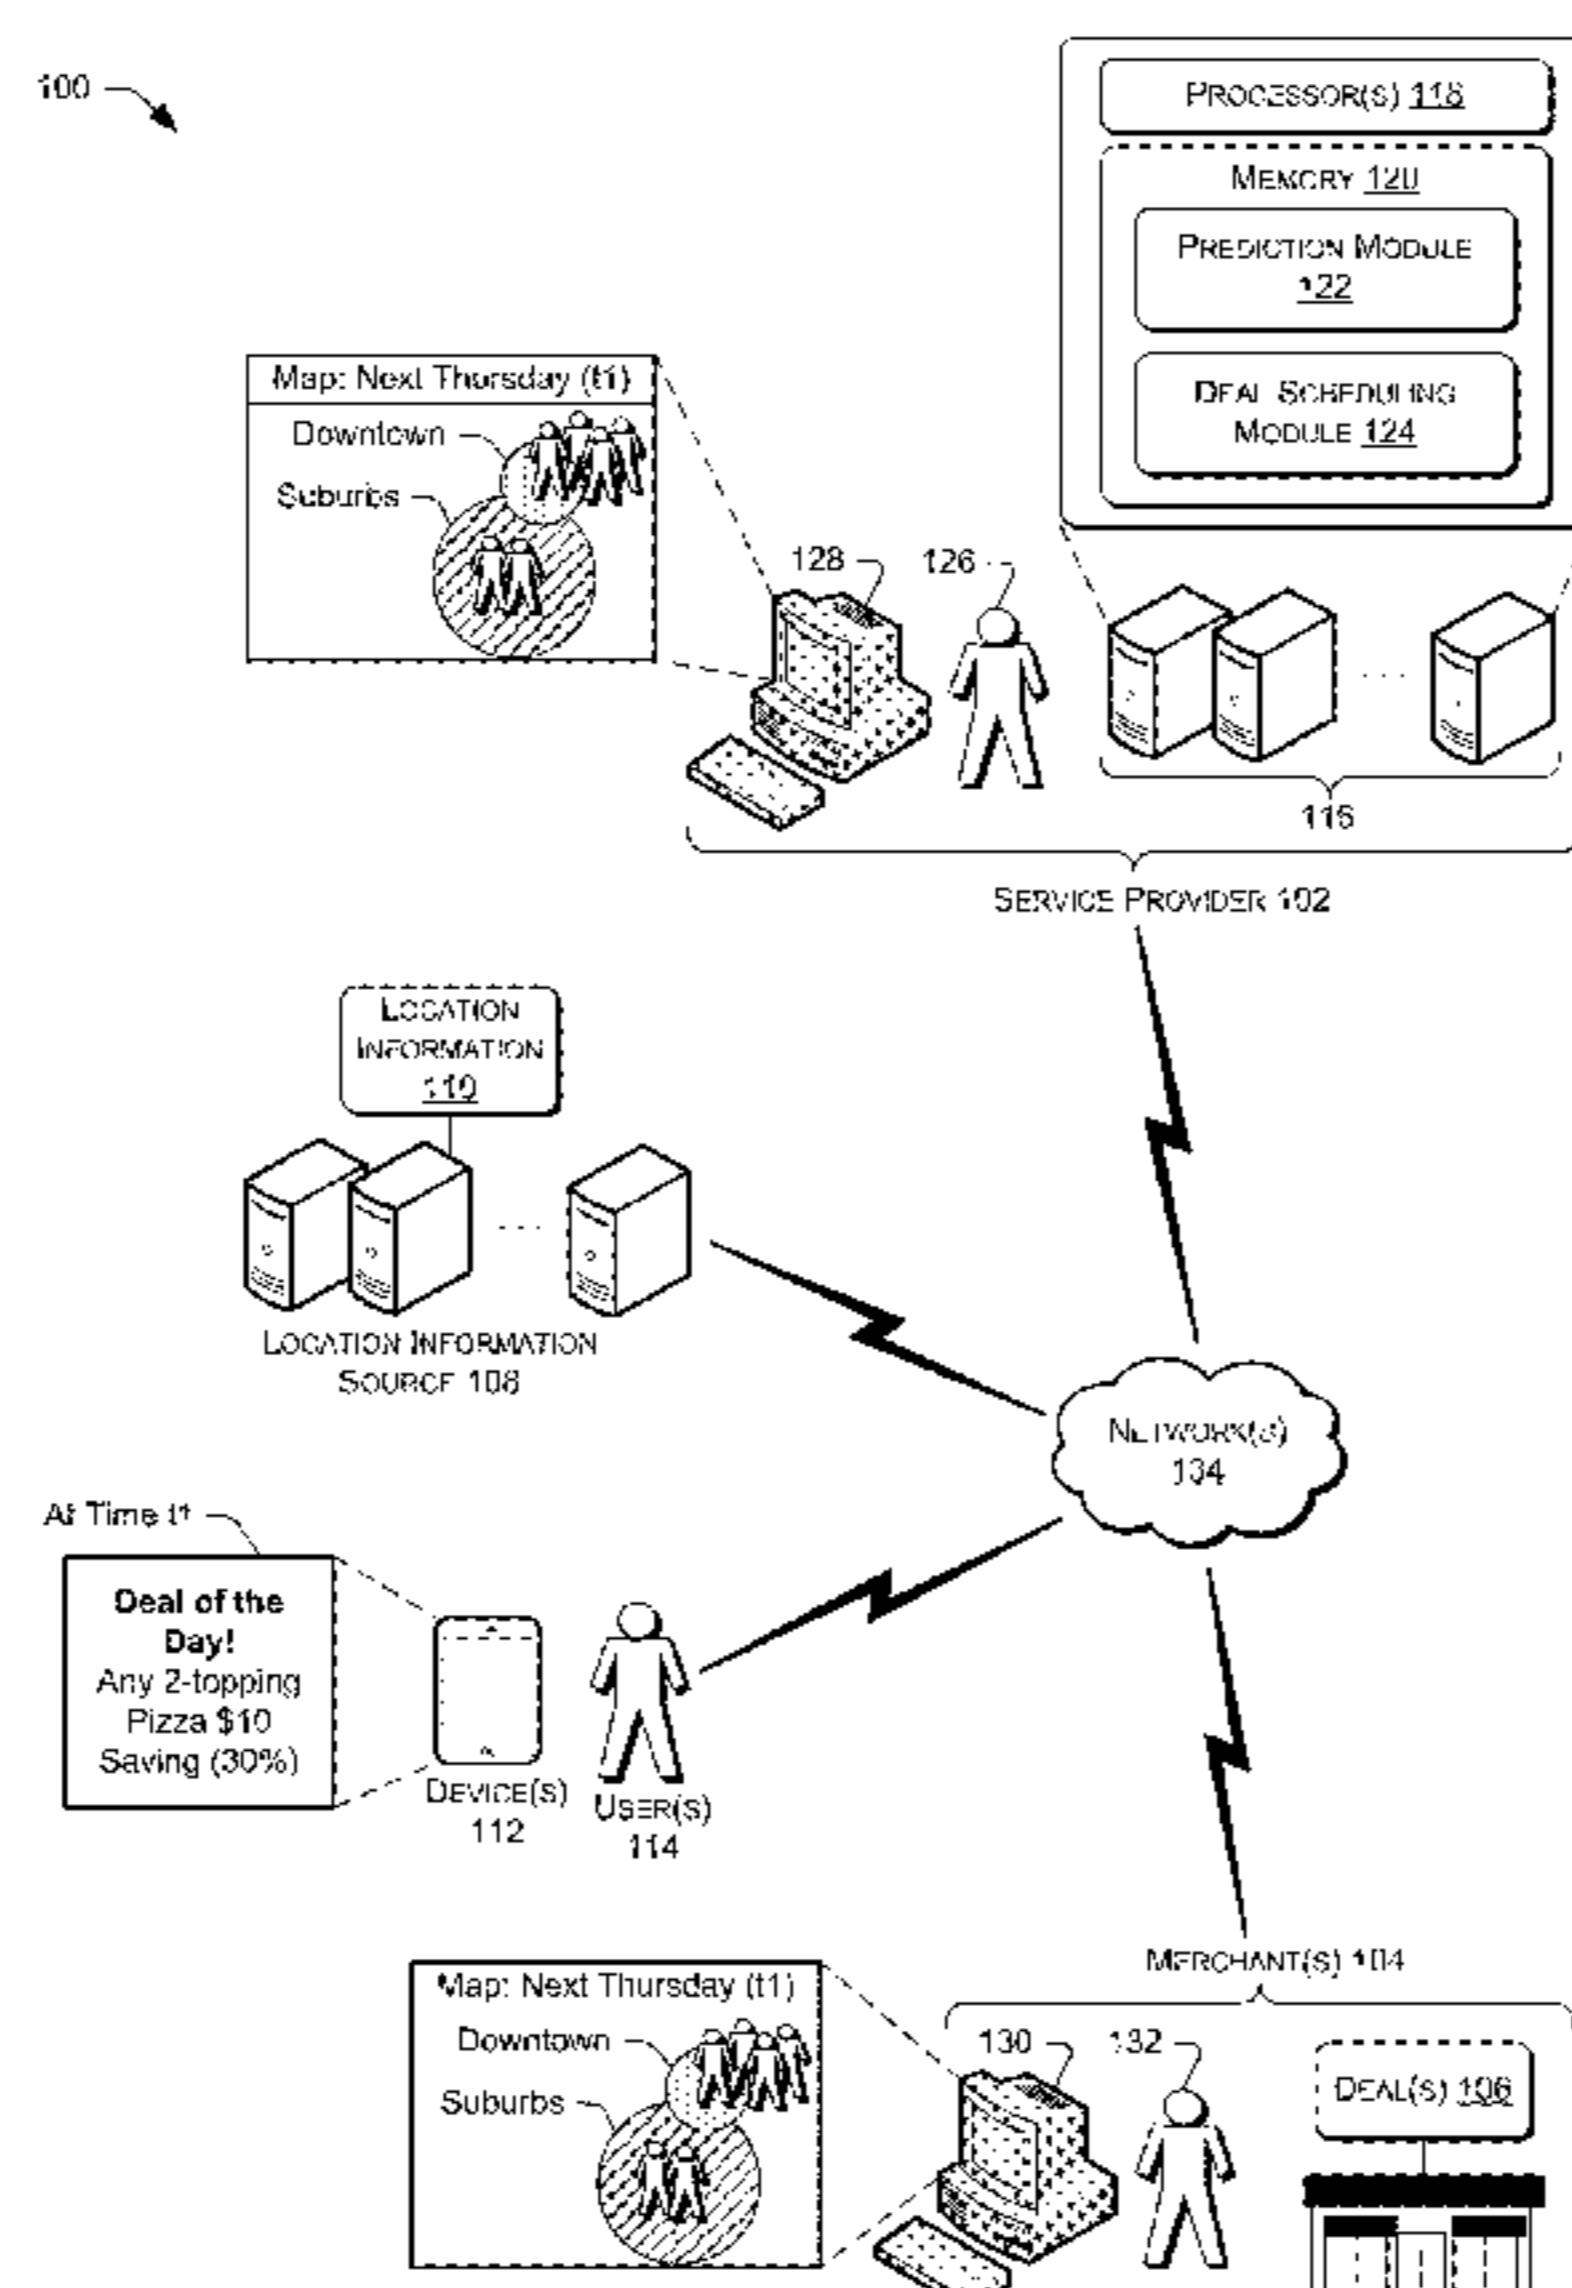 100
PROCESSOR(S) 118
MEMORY 120
PREDICTION MODULE
122
DEAL SCHEDULING
MODULE 124
Map: Next Thursday (t1)
Downtown
Suburbs
128
126
116
SERVICE PROVIDER 102
LOCATION
INFORMATION
110
LOCATION INFORMATION
SOURCE 108
NETWORK(S)
134
At Time t1
Deal of the
Day!
Any 2-topping
Pizza $10
Saving (30%)
DEVICE(S)
112
USER(S)
114
MERCHANT(S) 104
Map: Next Thursday (t1)
Downtown
Suburbs
130
132
DEAL(S) 106